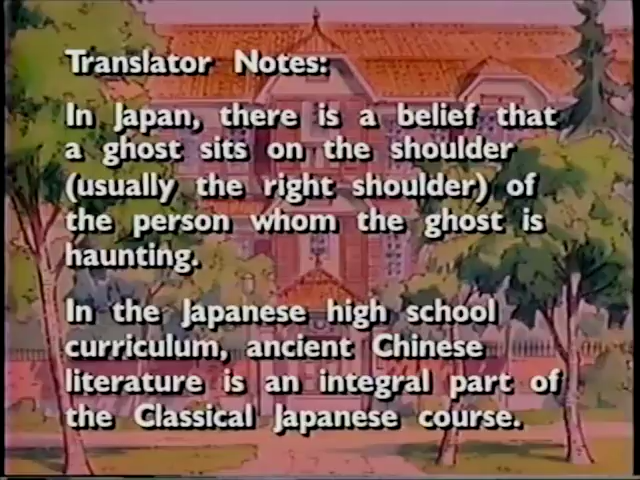 Translator Notes:
In Japan, there is a belief that
a ghost sits on the shoulder
(usually the right shoulder) of
the person whom the ghost is
haunting.
In the Japanese high school
curriculum, ancient Chinese
literature is an integral part of
the Classical Japanese course.